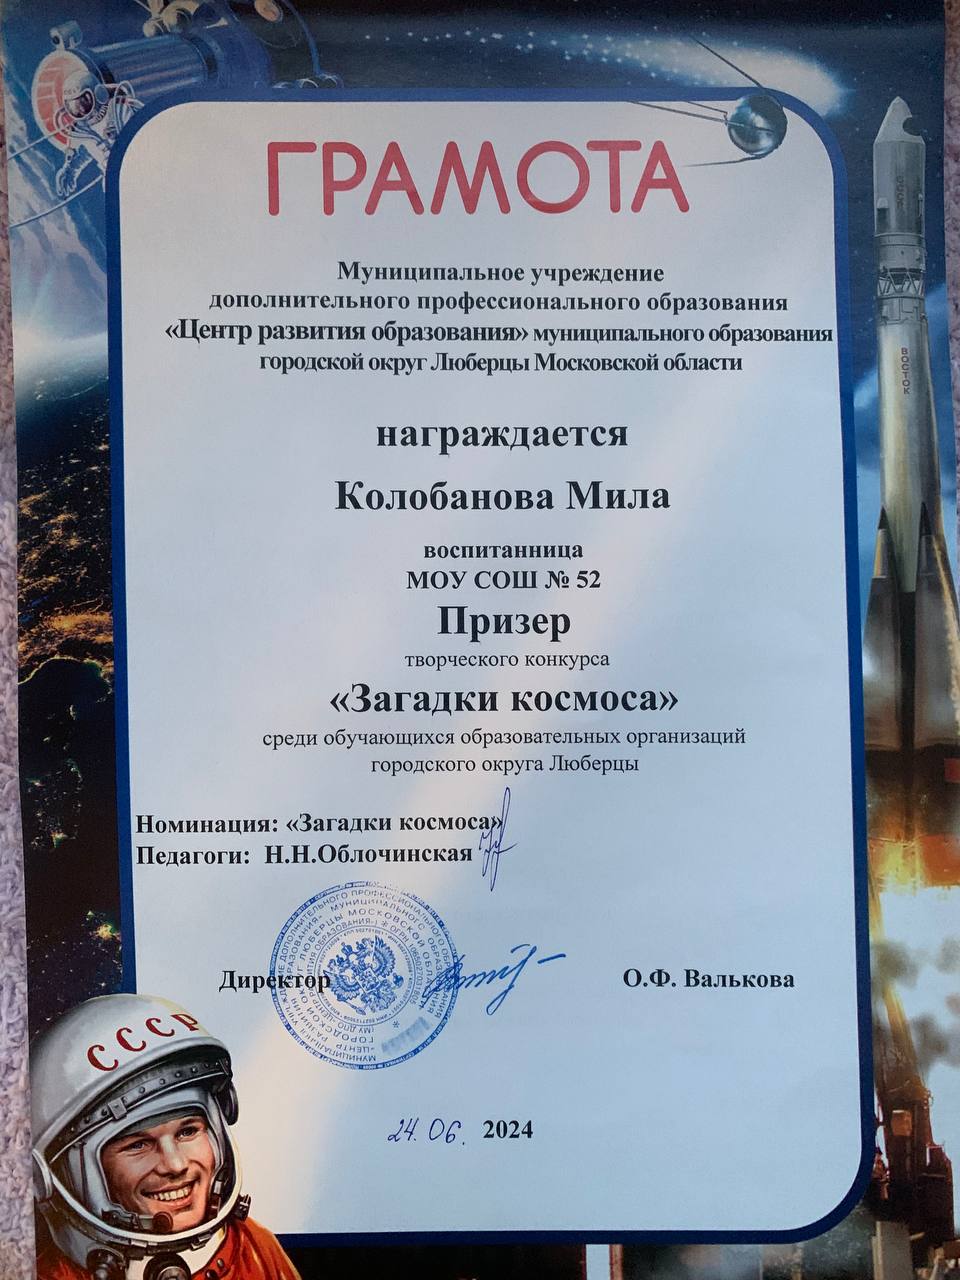 ГРАМОТА
Муниципальное учреждение
дополнительного профессионального образования
«Центр развития образования» муниципального образования
городской округ Люберцы Московской области
награждается
Колобанова Мила
воспитанница
МОУ СОШ № 52
Призер
творческого конкурса
«Загадки космоса»
среди обучающихся образовательных организаций
городского округа Люберцы
Номинация: «Загадки космоса»
Педагоги: Н.Н.Облочинская
Директор
О.Ф. Валькова
24.06. 2024
СССР
СССР
ВОСТОК